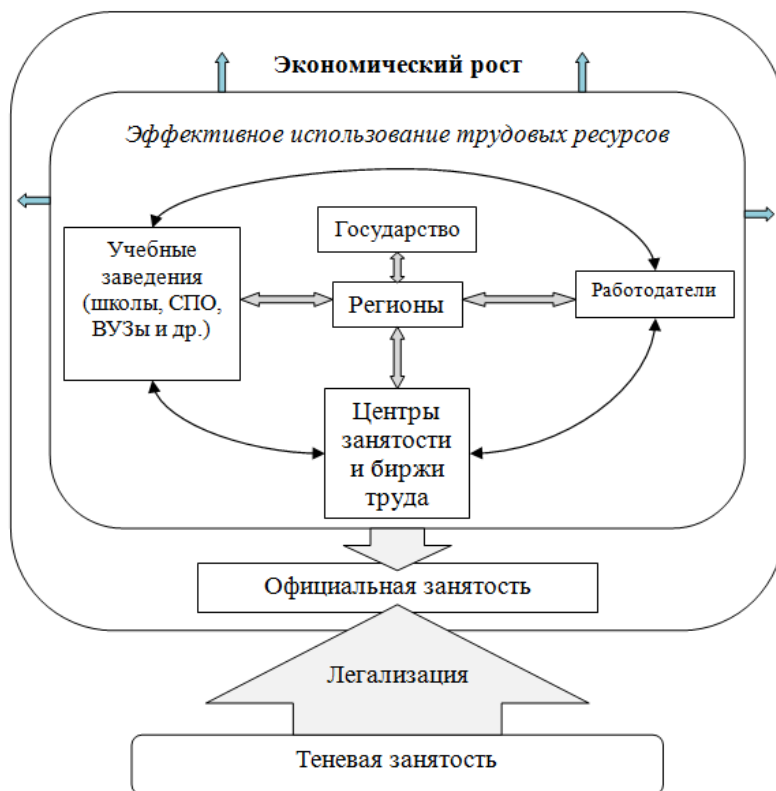 Экономический рост
Эффективное использование трудовых ресурсов
Государство
Учебные
заведения
(школы, СПО,
ВУЗы и др.)
Регионы
Работодатели
Центры
занятости
и биржи
труда
Официальная занятость
Легализация
Теневая занятость